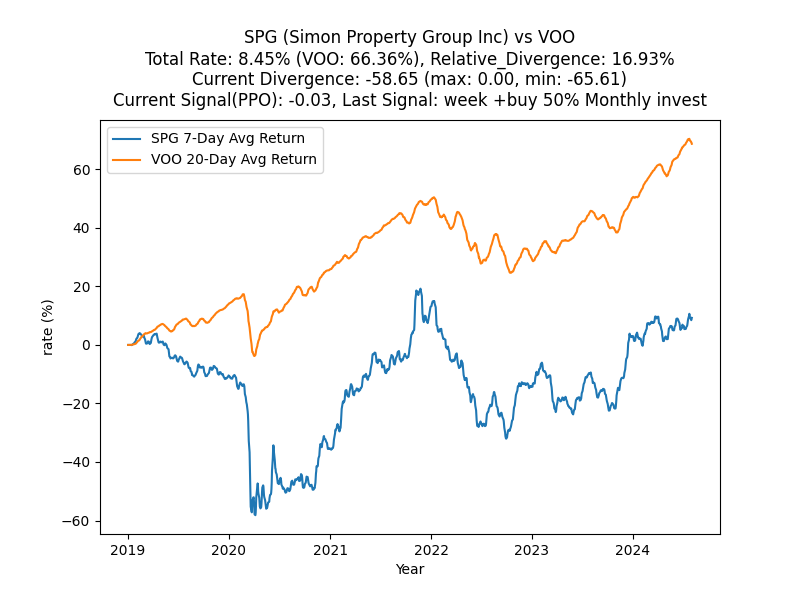 SPG (Simon Property Group Inc) vs VOO
Total Rate: 8.45% (VOO: 66.36%), Relative_Divergence: 16.93%
Current Divergence: -58.65 (max: 0.00, min: -65.61)
Current Signal(PPO): -0.03, Last Signal: week +buy 50% Monthly invest
SPG 7-Day Avg Return
VOO 20-Day Avg Return
rate (%)
60
40
20
0
−20
−40
−60
2019 2020 2021 2022 2023 2024
Year